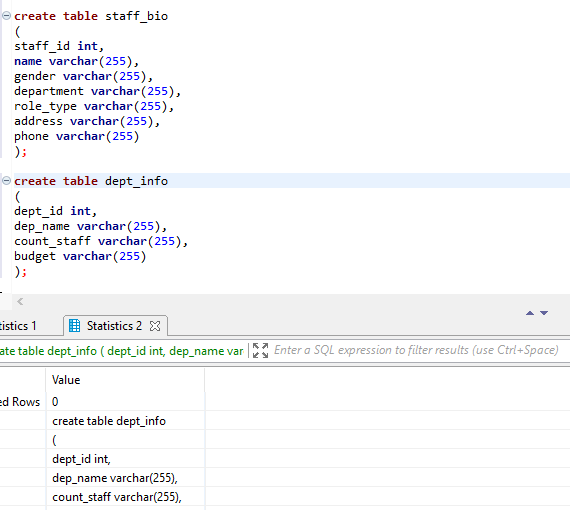 create table staff_bio
(
staff_id int,
name varchar(255),
gender varchar(255),
department varchar(255),
role_type varchar(255),
address varchar(255),
phone varchar(255)
);
create table dept_info
(
dept_id int,
dep_name varchar(255),
count_staff varchar(255),
budget varchar(255)
);
tistics 1 Statistics 2
ate table dept_info ( dept_id int, dep_name var Enter a SQL expression to filter results (use Ctrl+Space)
Value
ed Rows 0
create table dept_info
(
dept_id int,
dep_name varchar(255),
count_staff varchar(255),